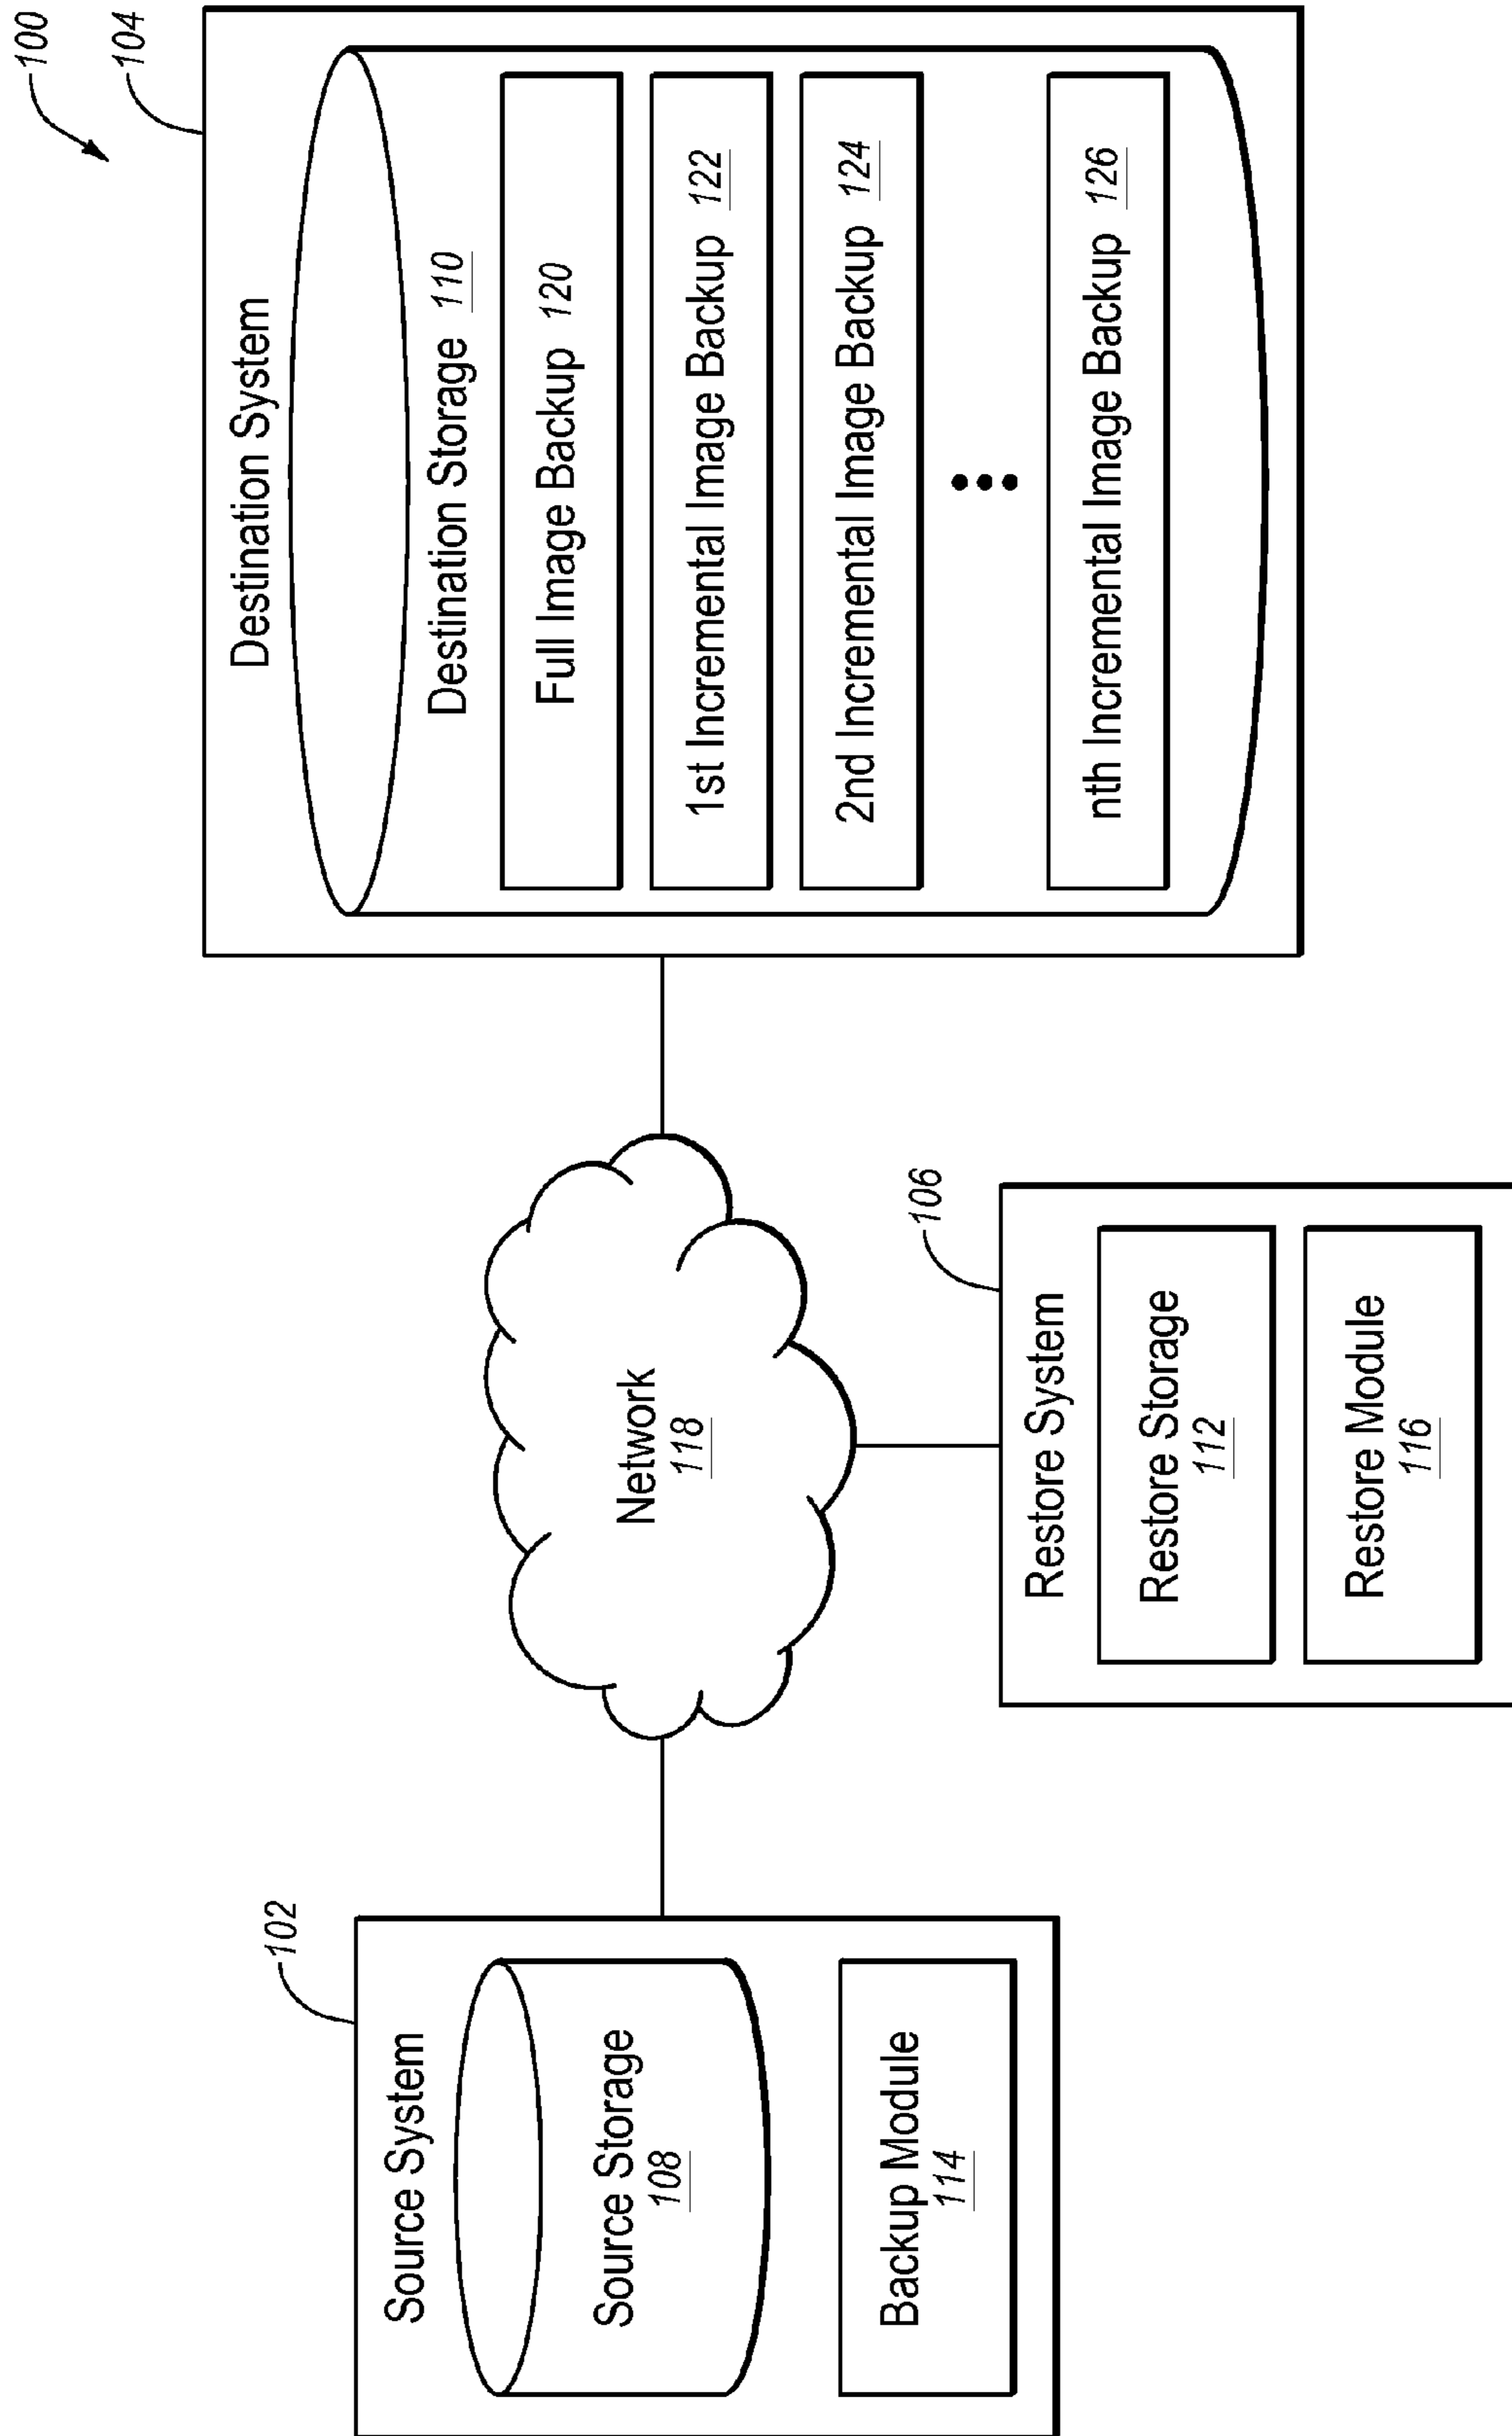 100
104
Destination System
Destination Storage 110
Full Image Backup 120
1st Incremental Image Backup 122
2nd Incremental Image Backup 124
nth Incremental Image Backup 126
Network
118
106
Restore System
Restore Storage
112
Restore Module
116
102
Source System
Source Storage
108
Backup Module
114